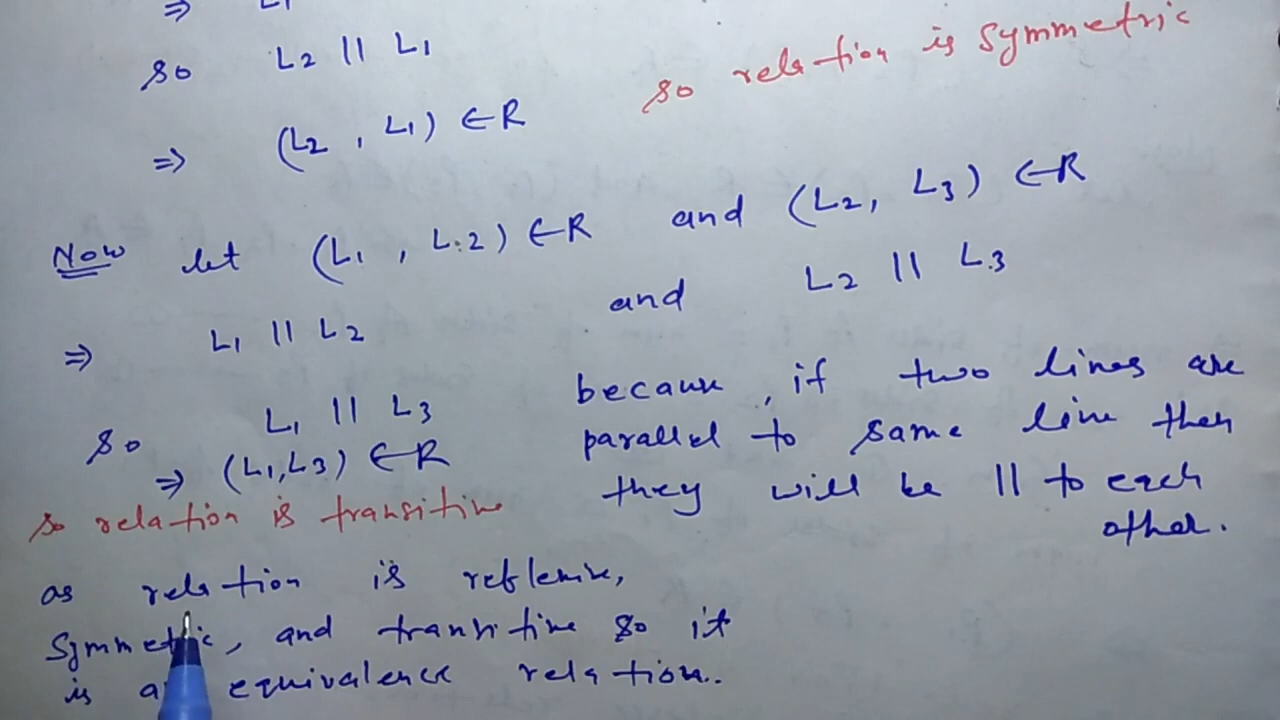 ⇒ L1
so L2 || L1
so relation is symmetric
⇒ (L2 , L1) ∈ R
Now let (L1 , L2) ∈ R and (L2, L3) ∈ R
⇒ L1 || L2 and L2 || L3
so L1 || L3
⇒ (L1, L3) ∈ R
because, if two lines are
parallel to same line then
they will be || to each
other.
so relation is transitive
as relation is reflexive,
Symmetric, and transitive so it
is equivalence relation.